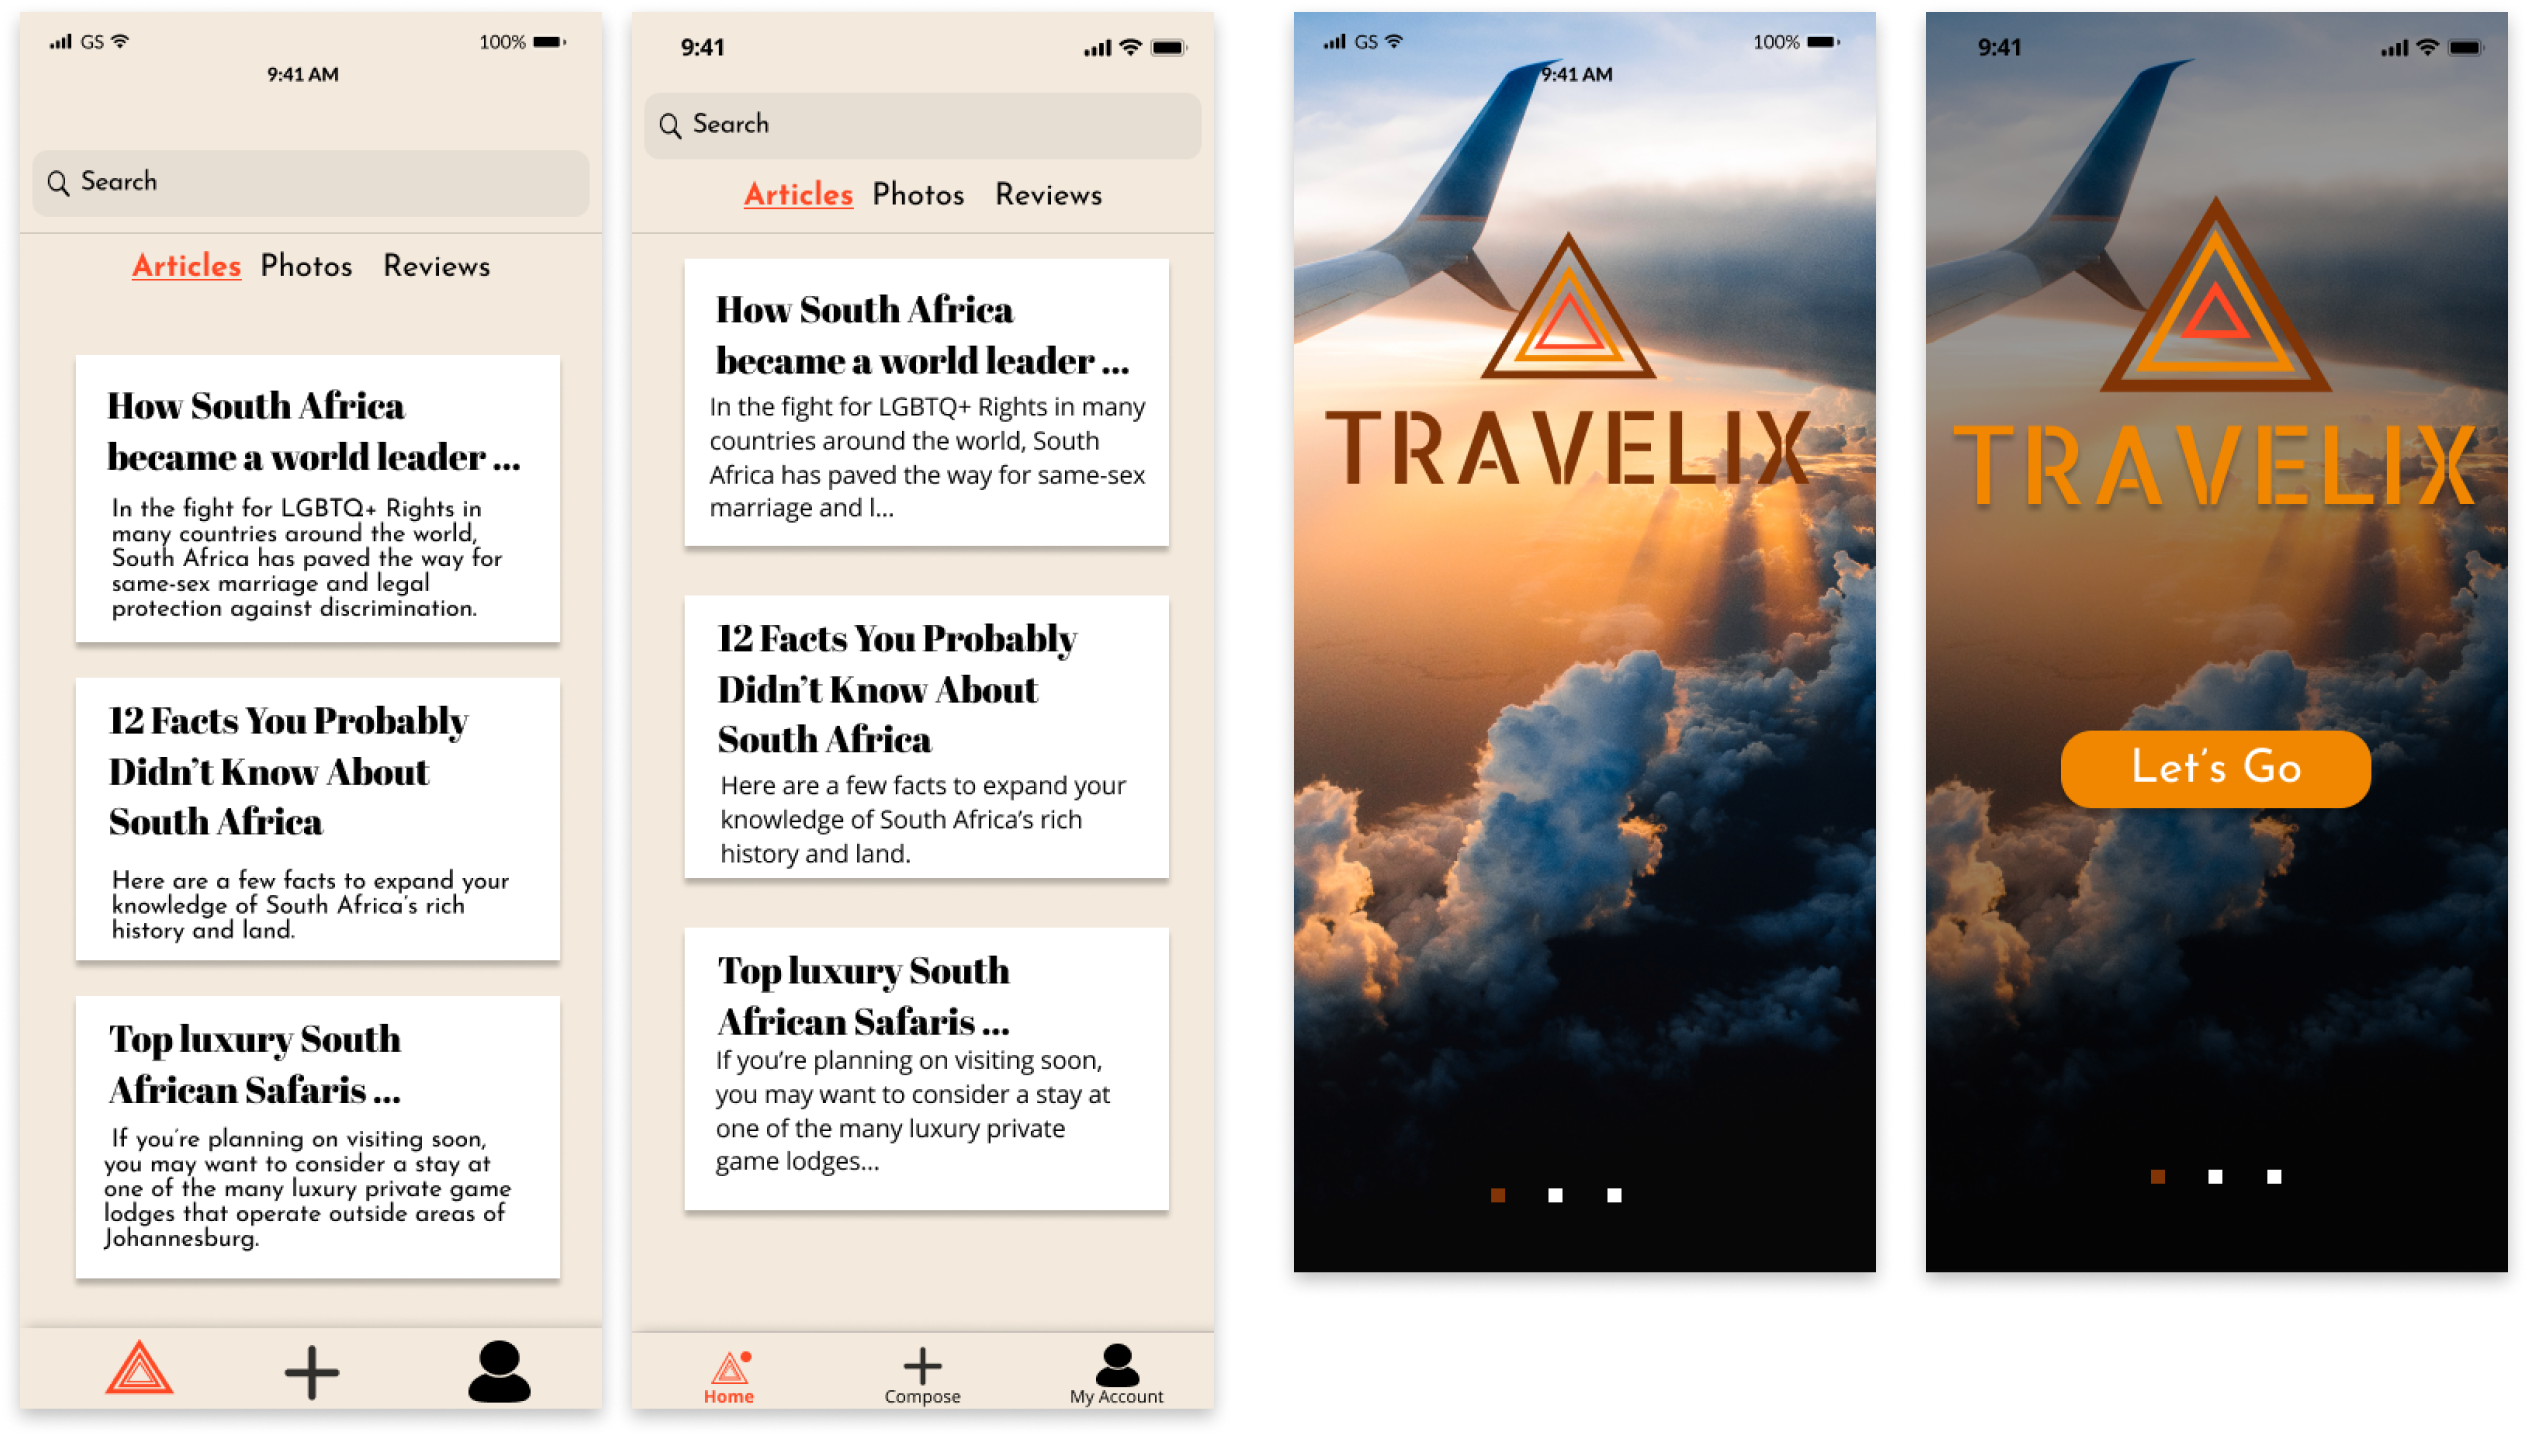 GS
100%
9:41 AM
Search
Articles Photos Reviews
How South Africa
became a world leader ...
In the fight for LGBTQ+ Rights in
many countries around the world,
South Africa has paved the way for
same-sex marriage and legal
protection against discrimination.
12 Facts You Probably
Didn't Know About
South Africa
Here are a few facts to expand your
knowledge of South Africa's rich
history and land.
Top luxury South
African Safaris ...
If you're planning on visiting soon,
you may want to consider a stay at
one of the many luxury private game
lodges that operate outside areas of
Johannesburg.
9:41
Search
Articles Photos Reviews
How South Africa
became a world leader ...
In the fight for LGBTQ+ Rights in many
countries around the world, South
Africa has paved the way for same-sex
marriage and l...
12 Facts You Probably
Didn't Know About
South Africa
Here are a few facts to expand your
knowledge of South Africa's rich
history and land.
Top luxury South
African Safaris ...
If you're planning on visiting soon,
you may want to consider a stay at
one of the many luxury private
game lodges...
Home Compose My Account
GS
100%
9:41 AM
TRAVELIX
9:41
TRAVELIX
Let's Go